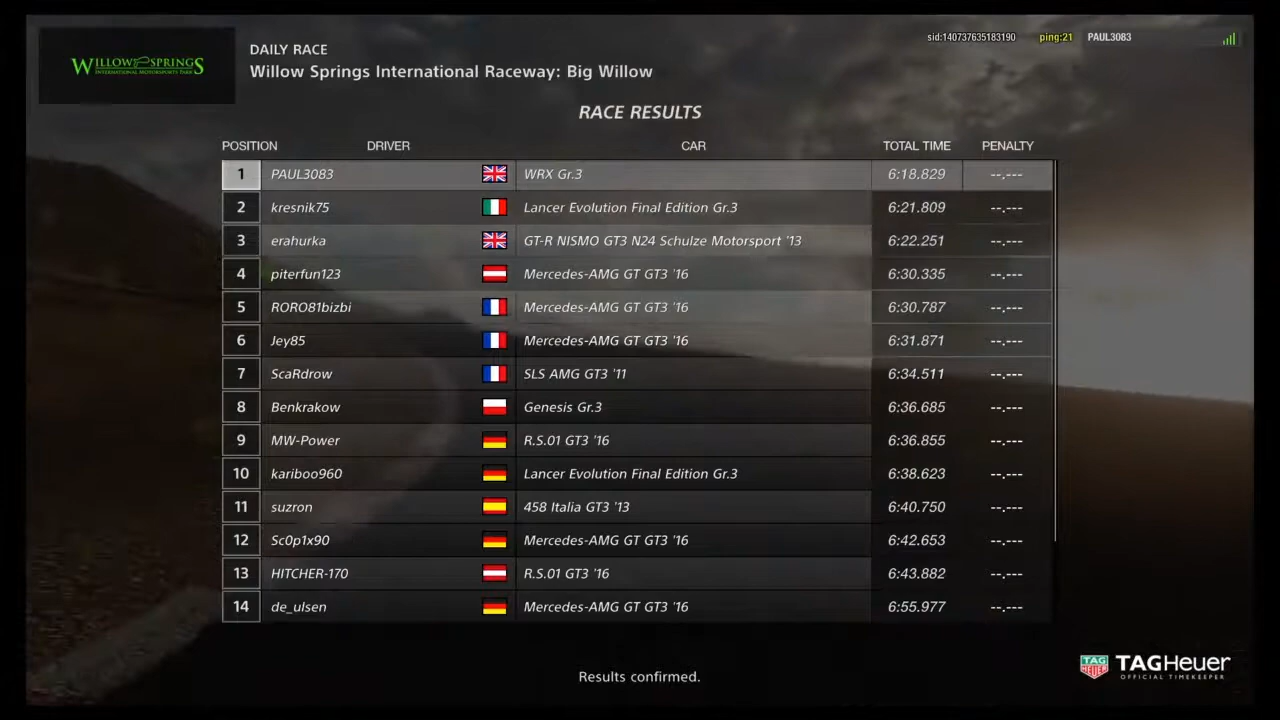 sid:140737635183190 ping:21 PAUL3083
WILLOW SPRINGS
INTERNATIONAL MOTORSPORTS PARK
DAILY RACE
Willow Springs International Raceway: Big Willow
RACE RESULTS
POSITION DRIVER CAR TOTAL TIME PENALTY
1 PAUL3083 WRX Gr.3 6:18.829 --.---
2 kresnik75 Lancer Evolution Final Edition Gr.3 6:21.809 --.---
3 erahurka GT-R NISMO GT3 N24 Schulze Motorsport '13 6:22.251 --.---
4 piterfun123 Mercedes-AMG GT GT3 '16 6:30.335 --.---
5 RORO81bizbi Mercedes-AMG GT GT3 '16 6:30.787 --.---
6 Jey85 Mercedes-AMG GT GT3 '16 6:31.871 --.---
7 ScaRdrow SLS AMG GT3 '11 6:34.511 --.---
8 Benkrakow Genesis Gr.3 6:36.685 --.---
9 MW-Power R.S.01 GT3 '16 6:36.855 --.---
10 kariboo960 Lancer Evolution Final Edition Gr.3 6:38.623 --.---
11 suzron 458 Italia GT3 '13 6:40.750 --.---
12 Sc0p1x90 Mercedes-AMG GT GT3 '16 6:42.653 --.---
13 HITCHER-170 R.S.01 GT3 '16 6:43.882 --.---
14 de_ulsen Mercedes-AMG GT GT3 '16 6:55.977 --.---
Results confirmed.
TAG HEUER TAGHeuer
OFFICIAL TIMEKEEPER